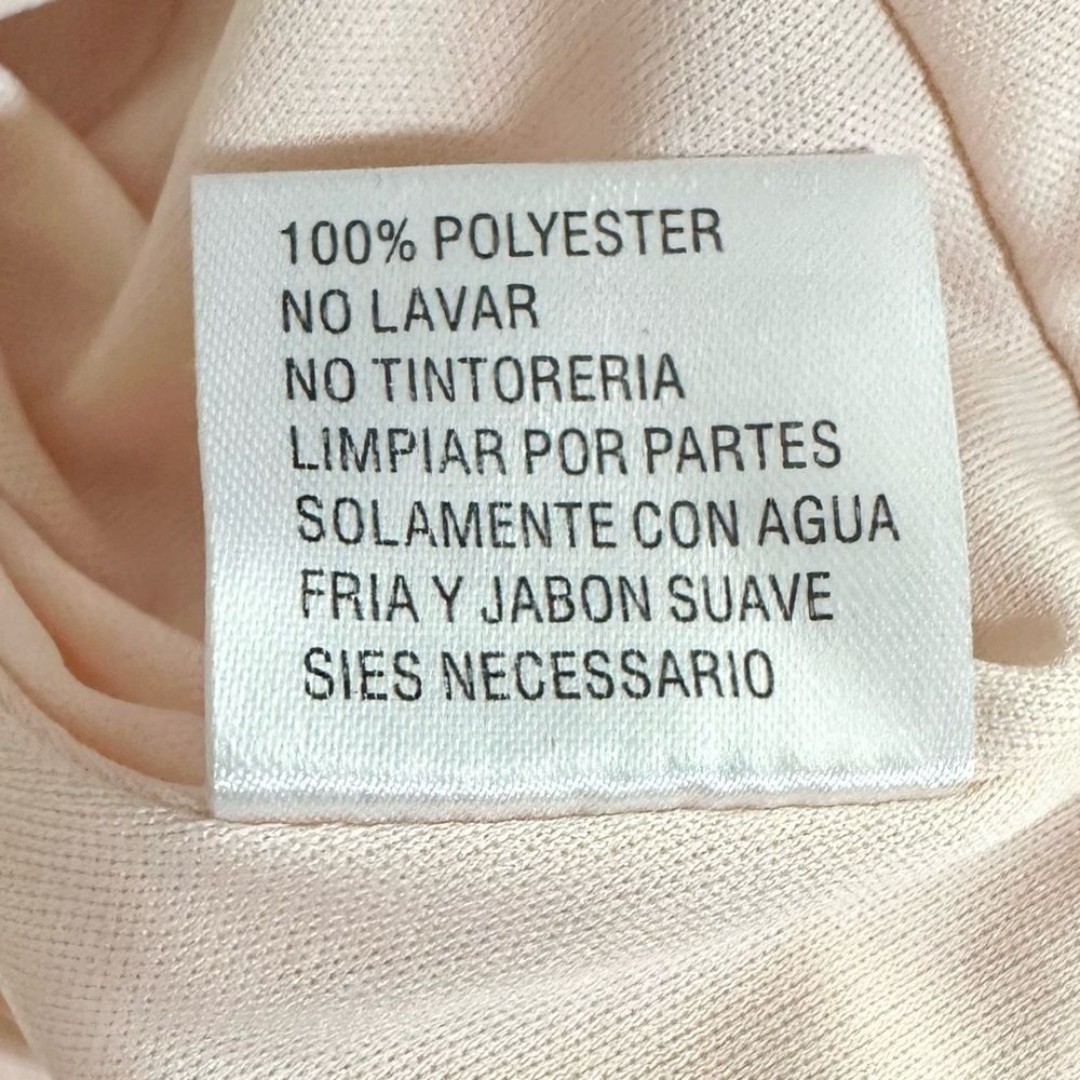 100% POLYESTER
NO LAVAR
NO TINTORERIA
LIMPIAR POR PARTES
SOLAMENTE CON AGUA
FRIA Y JABON SUAVE
SIES NECESSARIO